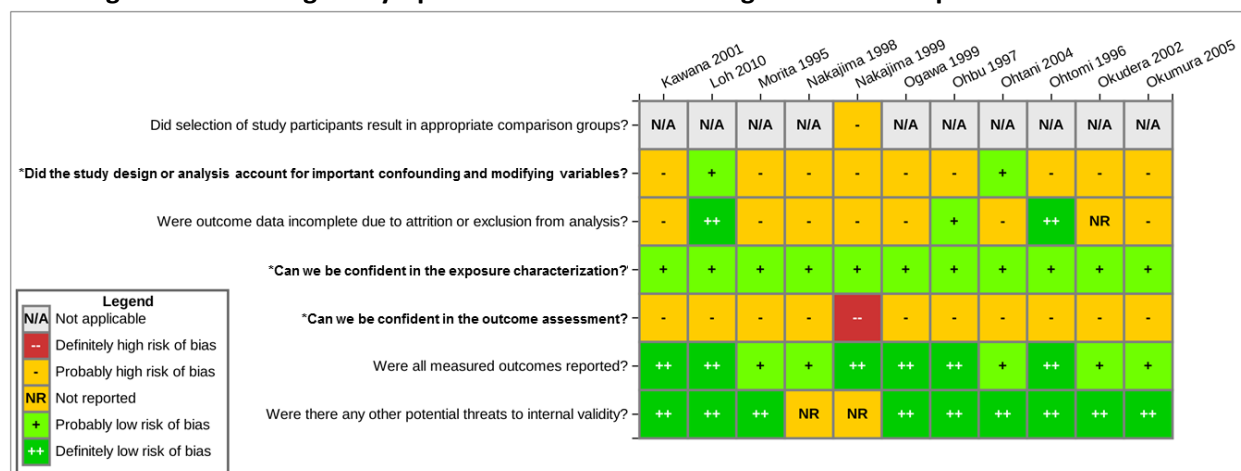 Kawana 2001 Loh 2010 Morita 1995 Nakajima 1998 Nakajima 1999 Ogawa 1999 Ohbu 1997 Ohtani 2004 Ohtomi 1996 Okudera 2002 Okumura 2005
Did selection of study participants result in appropriate comparison groups? N/A N/A N/A N/A - N/A N/A N/A N/A N/A N/A
*Did the study design or analysis account for important confounding and modifying variables? - + - - - - - + - - -
Were outcome data incomplete due to attrition or exclusion from analysis? - ++ - - - - + - ++ NR -
*Can we be confident in the exposure characterization? + + + + + + + + + + +
*Can we be confident in the outcome assessment? - - - - -- - - - - - -
Were all measured outcomes reported? ++ ++ + + ++ ++ ++ + ++ + +
Were there any other potential threats to internal validity? ++ ++ ++ NR NR ++ ++ ++ ++ ++ ++
Legend
N/A Not applicable
-- Definitely high risk of bias
- Probably high risk of bias
NR Not reported
+ Probably low risk of bias
++ Definitely low risk of bias